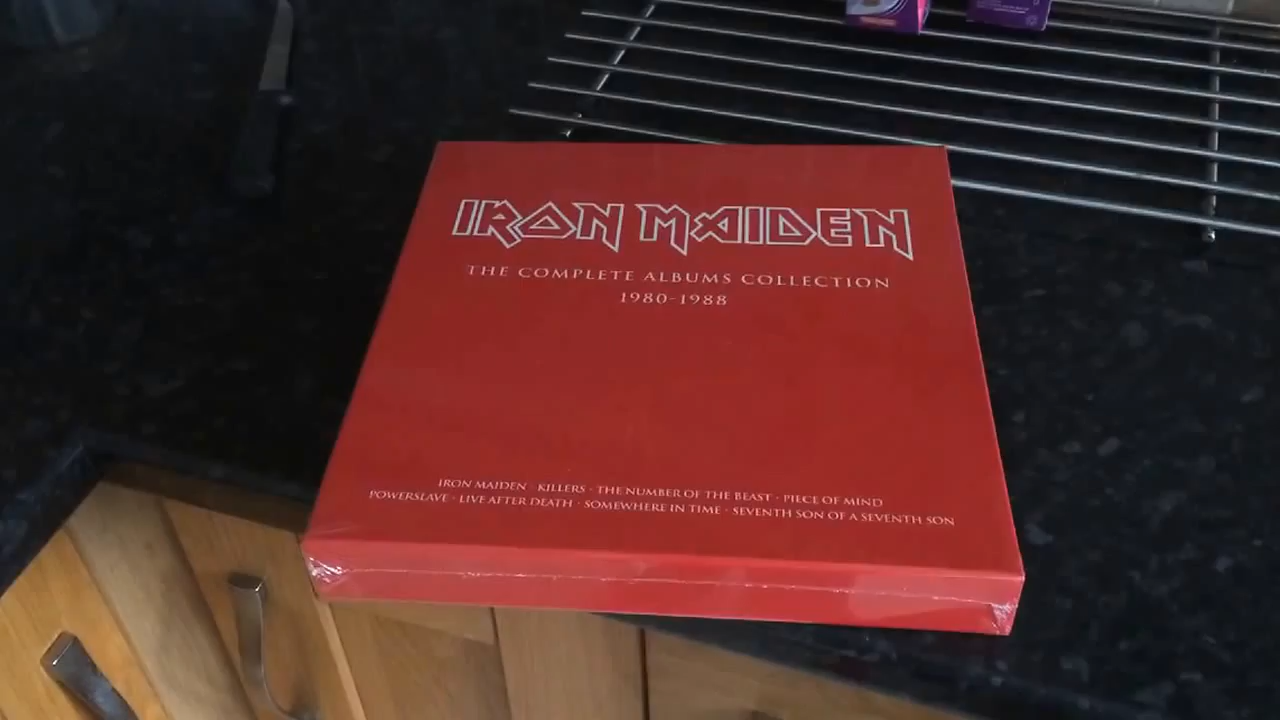 IRON MAIDEN
THE COMPLETE ALBUMS COLLECTION
1980-1988
IRON MAIDEN · KILLERS · THE NUMBER OF THE BEAST · PIECE OF MIND
POWERSLAVE · LIVE AFTER DEATH · SOMEWHERE IN TIME · SEVENTH SON OF A SEVENTH SON